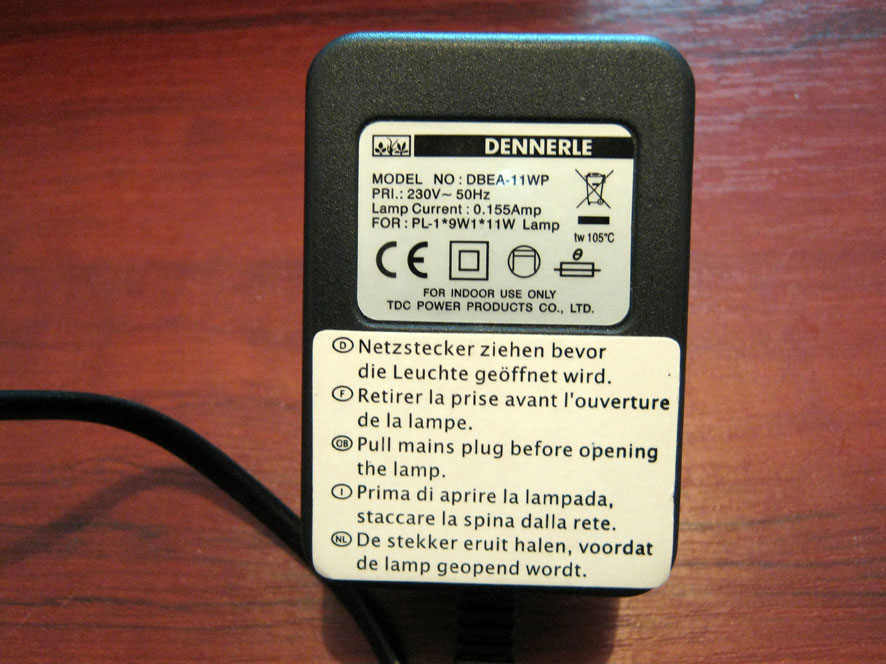 DENNERLE
MODEL NO : DBEA-11WP
PRI.: 230V~ 50Hz
Lamp Current : 0.155Amp
FOR : PL-1*9W1*11W Lamp
tw 105°C
CE
θ
FOR INDOOR USE ONLY
TDC POWER PRODUCTS CO., LTD.
D Netzstecker ziehen bevor
die Leuchte geöffnet wird.
F Retirer la prise avant l'ouverture
de la lampe.
GB Pull mains plug before opening
the lamp.
I Prima di aprire la lampada,
staccare la spina dalla rete.
NL De stekker eruit halen, voordat
de lamp geopend wordt.